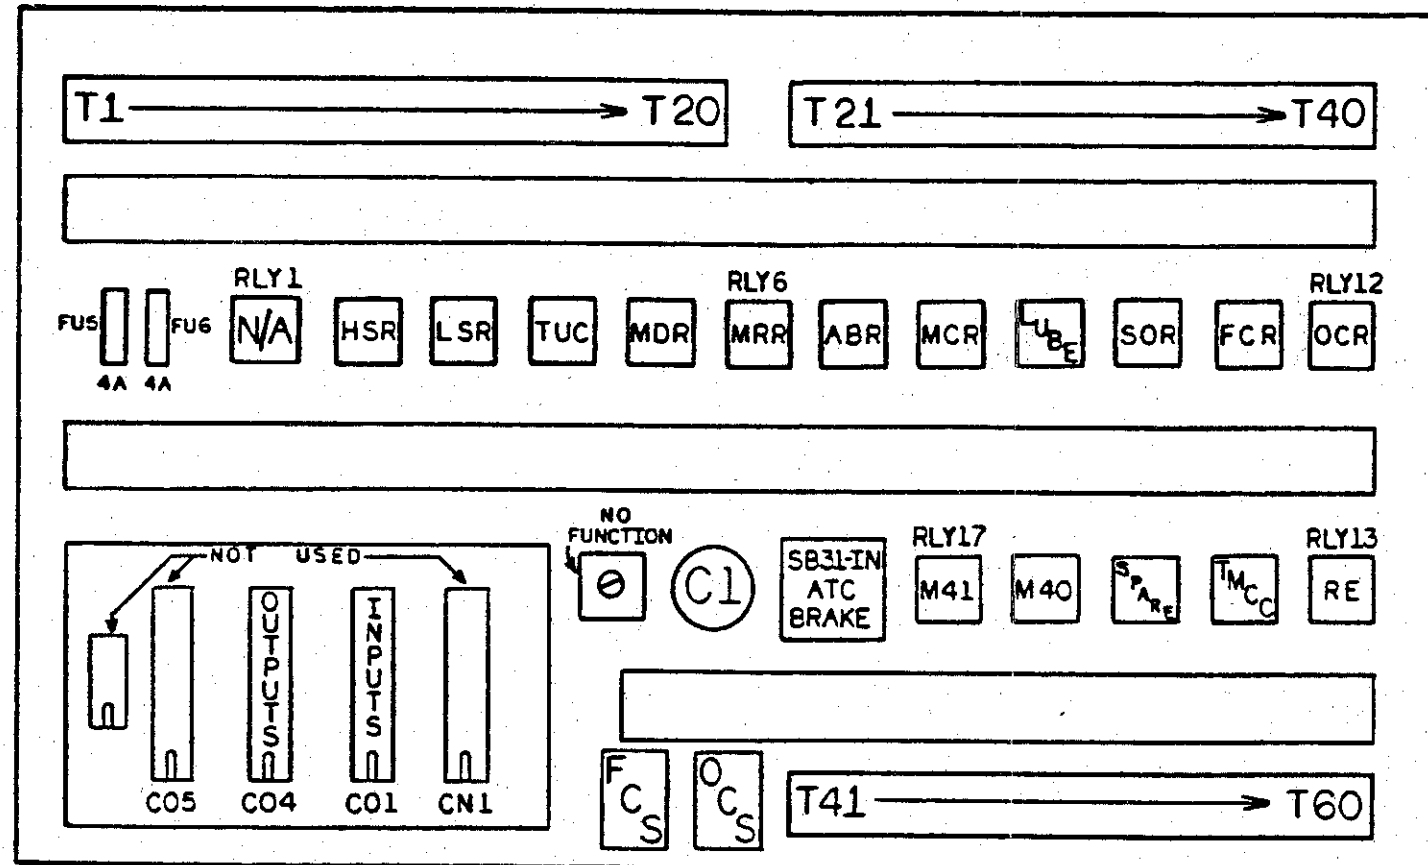 T1 T20 T21 T40
RLY1 RLY6 RLY12
FU5 FU6 N/A HSR LSR TUC MDR MRR ABR MCR LUBE SOR FCR OCR
4A 4A
NO
FUNCTION
NOT USED
RLY17 RLY13
C1
SB31-IN
ATC
BRAKE
M41 M40 SPARE TMCC RE
OUTPUTS INPUTS
CO5 CO4 CO1 CN1
FCS OCS
T41 T60